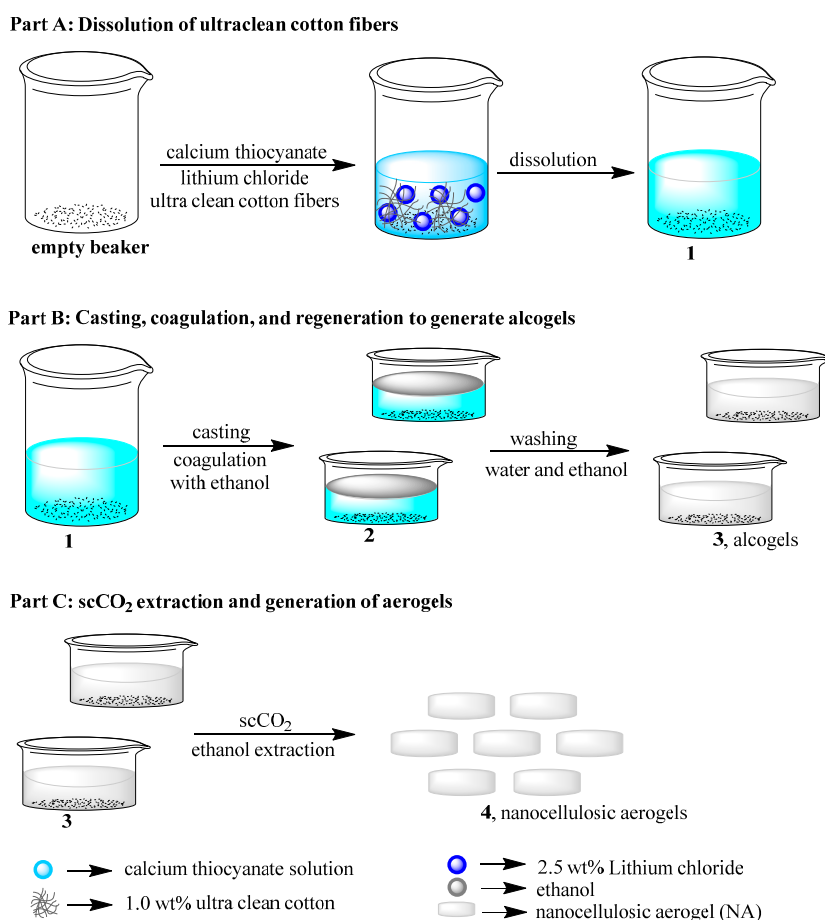 Part A: Dissolution of ultraclean cotton fibers
calcium thiocyanate
lithium chloride
ultra clean cotton fibers
dissolution
empty beaker
1
Part B: Casting, coagulation, and regeneration to generate alcogels
casting
coagulation
with ethanol
washing
water and ethanol
1
2
3, alcogels
Part C: scCO₂ extraction and generation of aerogels
scCO₂
ethanol extraction
3
4, nanocellulosic aerogels
calcium thiocyanate solution
1.0 wt% ultra clean cotton
2.5 wt% Lithium chloride
ethanol
nanocellulosic aerogel (NA)